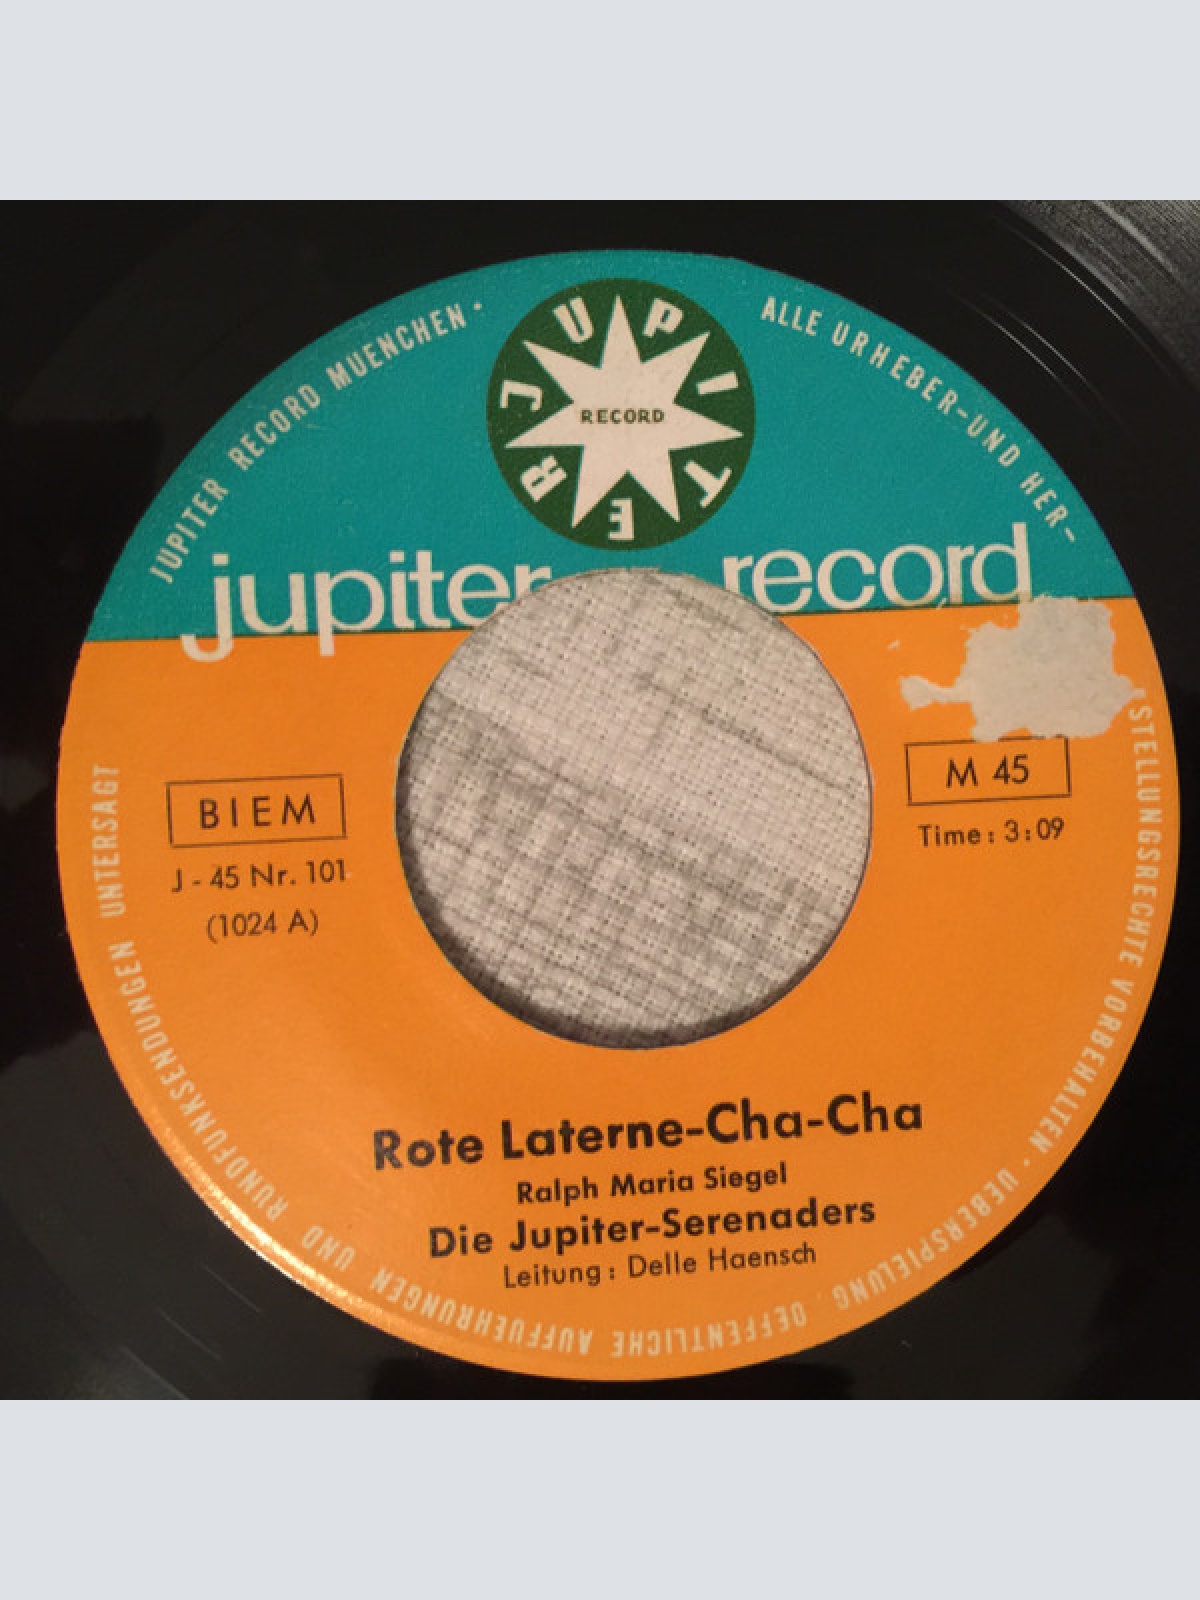 JUPITER RECORD MUENCHEN · ALLE URHEBER-UND HER-
STELLUNGSRECHTE VORBEHALTEN · UEBERSPIELUNG, OEFFENTLICHE AUFFUEHRUNGEN UND RUNDFUNKSENDUNGEN UNTERSAGT
JUPITER
RECORD
jupiter record
BIEM
J - 45 Nr. 101
(1024 A)
M 45
Time: 3:09
Rote Laterne-Cha-Cha
Ralph Maria Siegel
Die Jupiter-Serenaders
Leitung: Delle Haensch